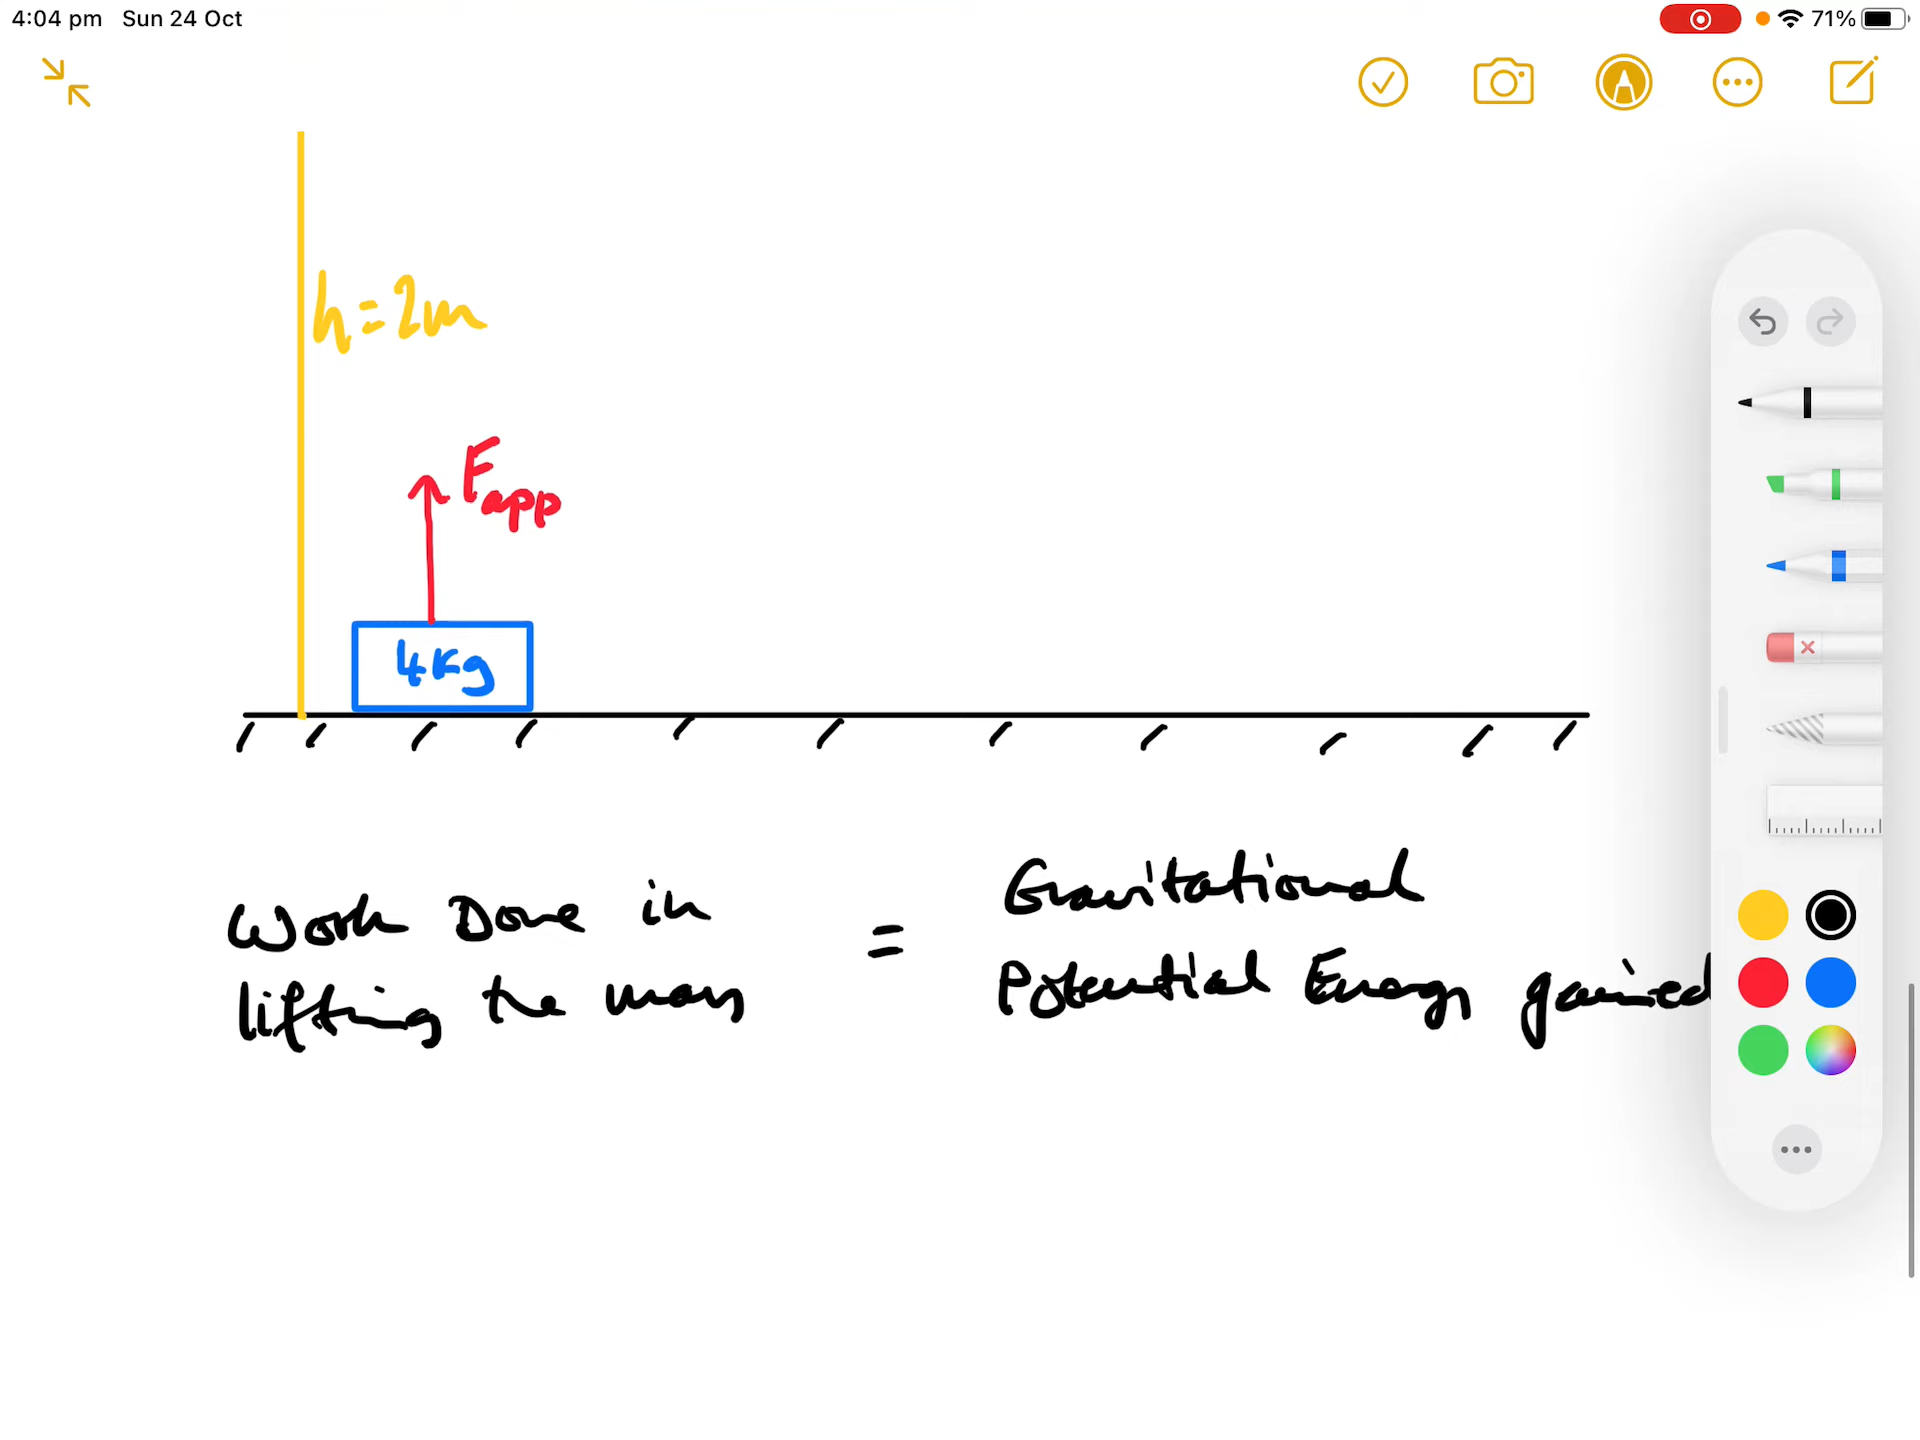 4:04 pm Sun 24 Oct
71%
h=2m
Fapp
4kg
Work Done in
lifting the mass
=
Gravitational
Potential Energy gained